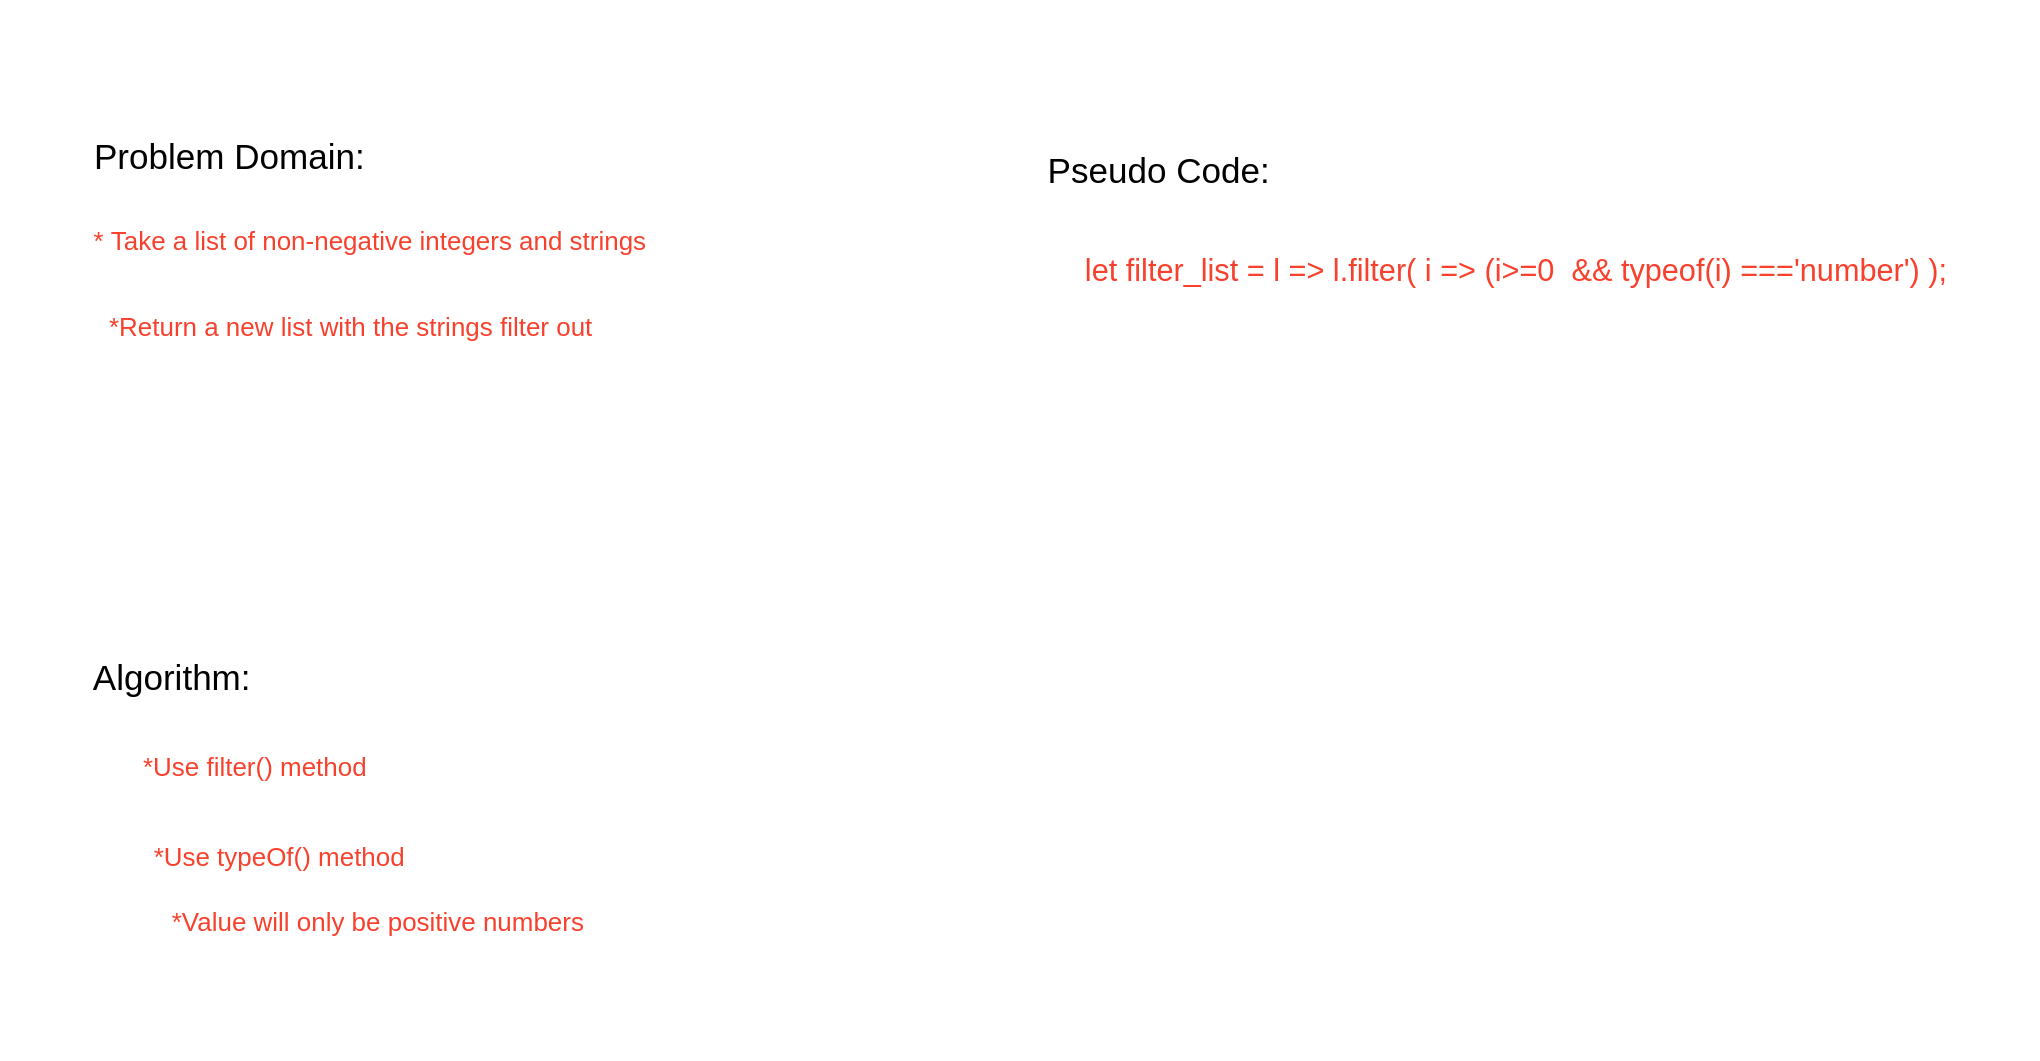 Problem Domain:
* Take a list of non-negative integers and strings
*Return a new list with the strings filter out
Algorithm:
*Use filter() method
*Use typeOf() method
*Value will only be positive numbers
Pseudo Code:
let filter_list = l => l.filter( i => (i>=0  && typeof(i) ==='number') );